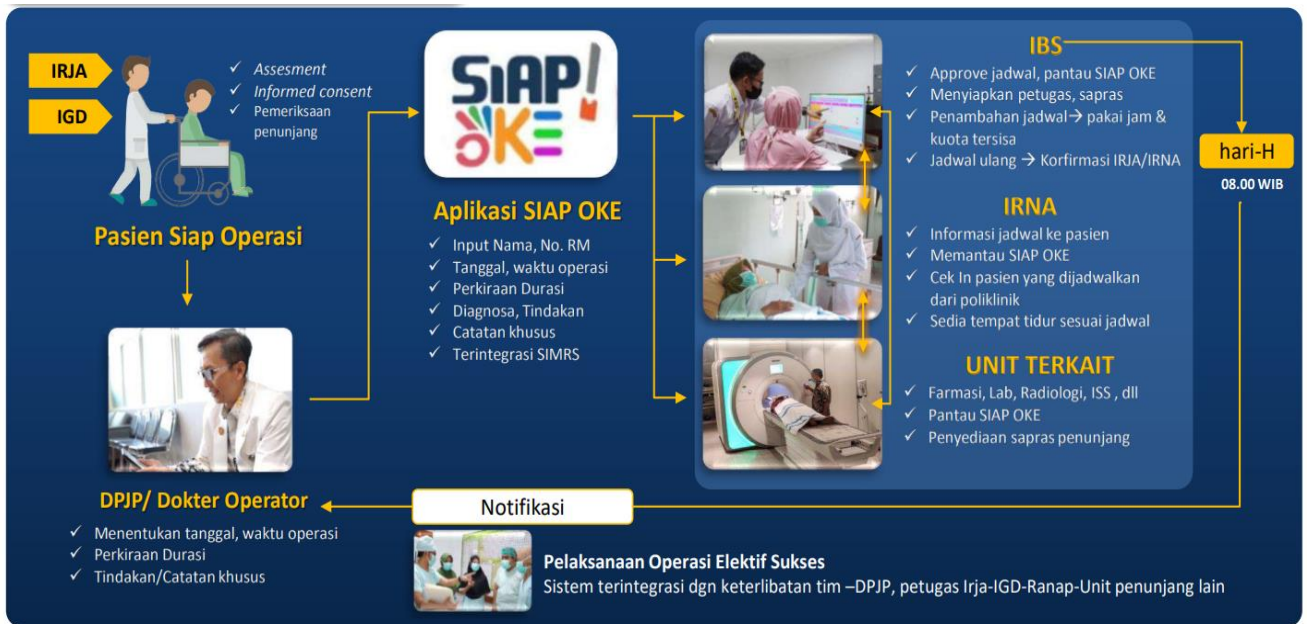 IRJA
IGD
✓ Assesment
✓ Informed consent
✓ Pemeriksaan
penunjang
Pasien Siap Operasi
DPJP/ Dokter Operator
✓ Menentukan tanggal, waktu operasi
✓ Perkiraan Durasi
✓ Tindakan/Catatan khusus
SIAP!
OKE
Aplikasi SIAP OKE
✓ Input Nama, No. RM
✓ Tanggal, waktu operasi
✓ Perkiraan Durasi
✓ Diagnosa, Tindakan
✓ Catatan khusus
✓ Terintegrasi SIMRS
IBS
✓ Approve jadwal, pantau SIAP OKE
✓ Menyiapkan petugas, sapras
✓ Penambahan jadwal→ pakai jam &
kuota tersisa
✓ Jadwal ulang → Korfirmasi IRJA/IRNA
IRNA
✓ Informasi jadwal ke pasien
✓ Memantau SIAP OKE
✓ Cek In pasien yang dijadwalkan
dari poliklinik
✓ Sedia tempat tidur sesuai jadwal
UNIT TERKAIT
✓ Farmasi, Lab, Radiologi, ISS , dll
✓ Pantau SIAP OKE
✓ Penyediaan sapras penunjang
hari-H
08.00 WIB
Notifikasi
Pelaksanaan Operasi Elektif Sukses
Sistem terintegrasi dgn keterlibatan tim –DPJP, petugas Irja-IGD-Ranap-Unit penunjang lain